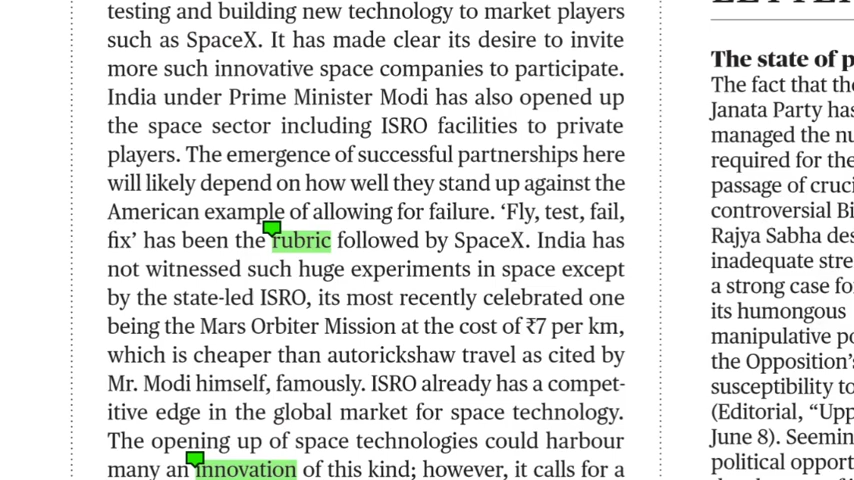 testing and building new technology to market players
such as SpaceX. It has made clear its desire to invite
more such innovative space companies to participate.
India under Prime Minister Modi has also opened up
the space sector including ISRO facilities to private
players. The emergence of successful partnerships here
will likely depend on how well they stand up against the
American example of allowing for failure. ‘Fly, test, fail,
fix’ has been the rubric followed by SpaceX. India has
not witnessed such huge experiments in space except
by the state-led ISRO, its most recently celebrated one
being the Mars Orbiter Mission at the cost of ₹7 per km,
which is cheaper than autorickshaw travel as cited by
Mr. Modi himself, famously. ISRO already has a compet-
itive edge in the global market for space technology.
The opening up of space technologies could harbour
many an innovation of this kind; however, it calls for a
The state of p
The fact that the
Janata Party has
managed the nu
required for the
passage of cruci
controversial Bi
Rajya Sabha des
inadequate stre
a strong case fo
its humongous
manipulative po
the Opposition’s
susceptibility to
(Editorial, “Upp
June 8). Seemin
political opport